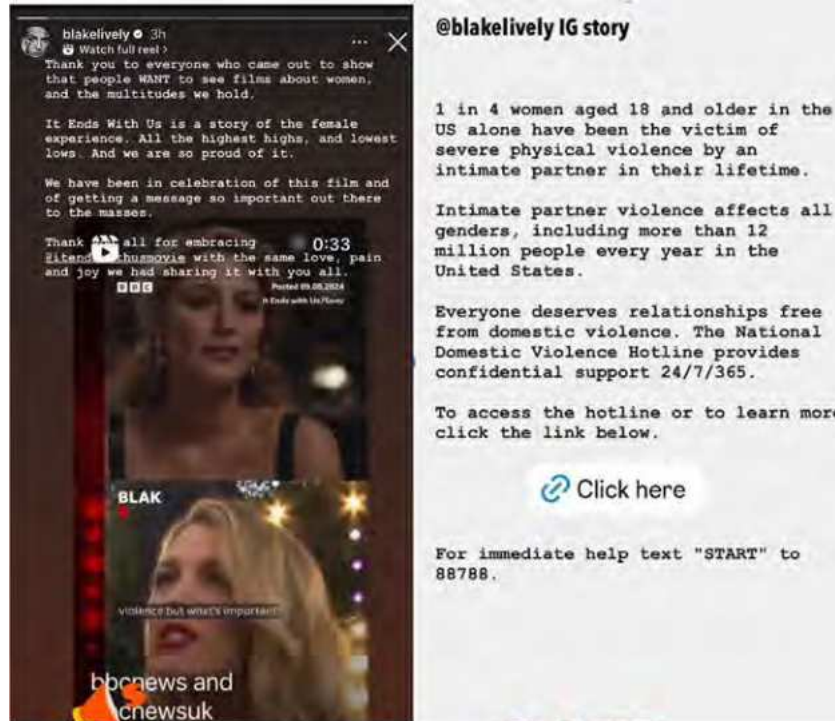 blakelively 3h
Watch full reel >
Thank you to everyone who came out to show
that people WANT to see films about women,
and the multitudes we hold.
It Ends With Us is a story of the female
experience. All the highest highs, and lowest
lows. And we are so proud of it.
We have been in celebration of this film and
of getting a message so important out there
to the masses.
Thank all for embracing 0:33
with the same love, pain
and joy we had sharing it with you all.
BBC
Posted 09.08.2024
It Ends with Us/Sony
BLAK
violence but what's important
bbcnews and
cnewsuk
@blakelively IG story
1 in 4 women aged 18 and older in the
US alone have been the victim of
severe physical violence by an
intimate partner in their lifetime.
Intimate partner violence affects all
genders, including more than 12
million people every year in the
United States.
Everyone deserves relationships free
from domestic violence. The National
Domestic Violence Hotline provides
confidential support 24/7/365.
To access the hotline or to learn more
click the link below.
Click here
For immediate help text "START" to
88788.